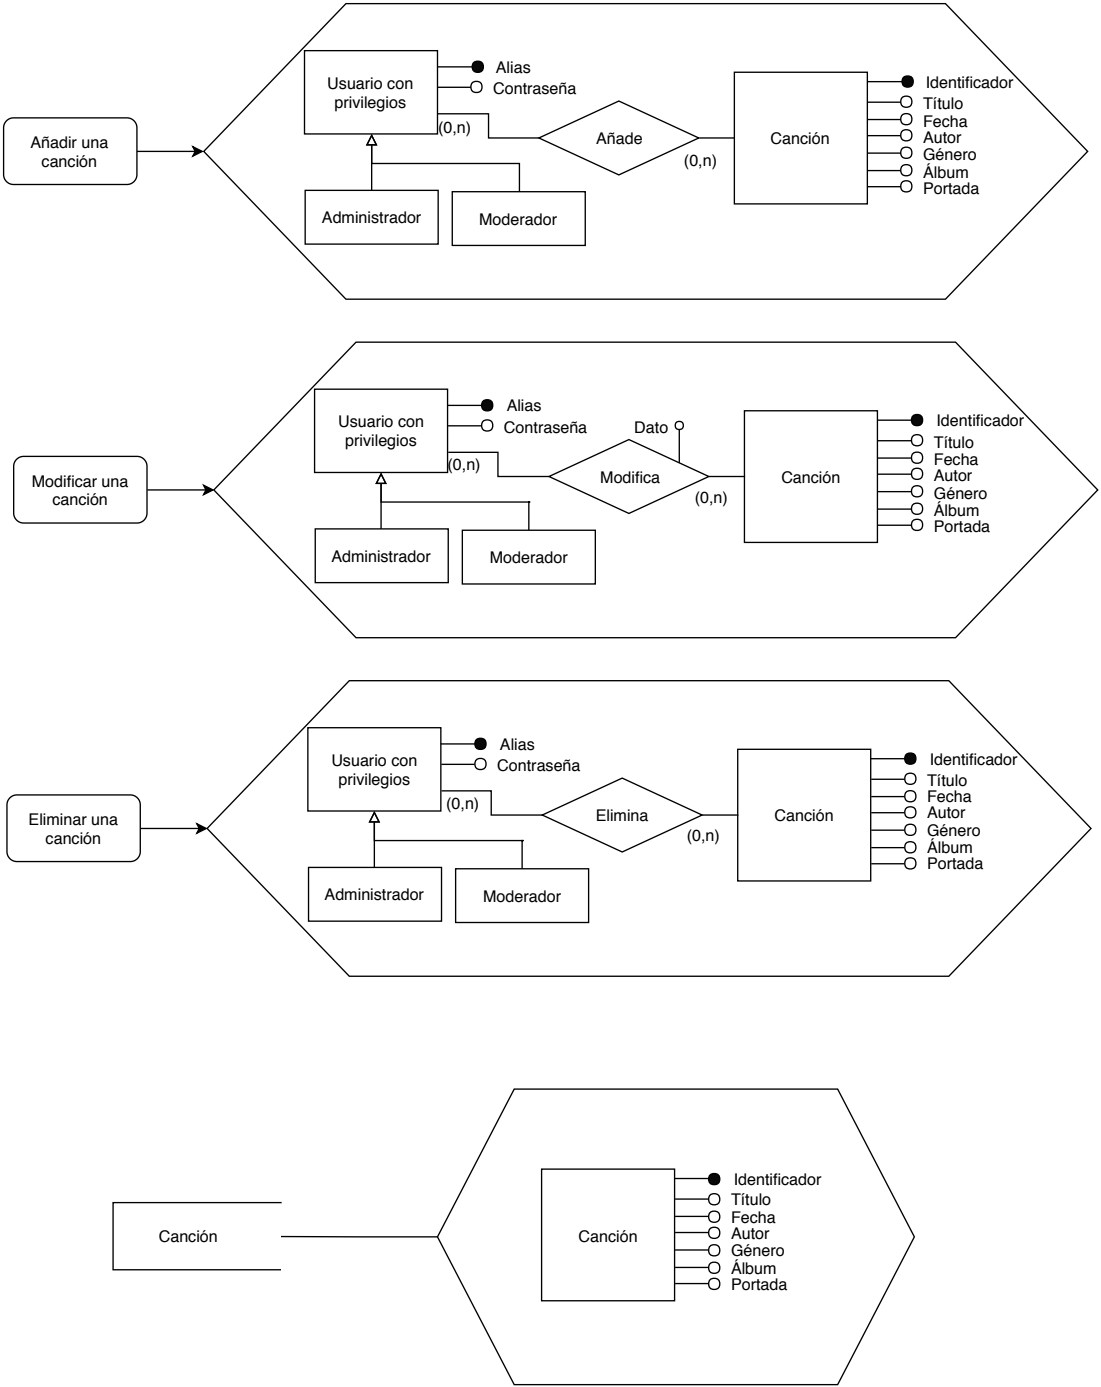 Añadir una
canción
Usuario con
privilegios
Alias
Contraseña
(0,n)
Administrador
Moderador
Añade
(0,n)
Canción
Identificador
Título
Fecha
Autor
Género
Álbum
Portada
Modificar una
canción
Usuario con
privilegios
Alias
Contraseña
(0,n)
Administrador
Moderador
Dato
Modifica
(0,n)
Canción
Identificador
Título
Fecha
Autor
Género
Álbum
Portada
Eliminar una
canción
Usuario con
privilegios
Alias
Contraseña
(0,n)
Administrador
Moderador
Elimina
(0,n)
Canción
Identificador
Título
Fecha
Autor
Género
Álbum
Portada
Canción
Canción
Identificador
Título
Fecha
Autor
Género
Álbum
Portada